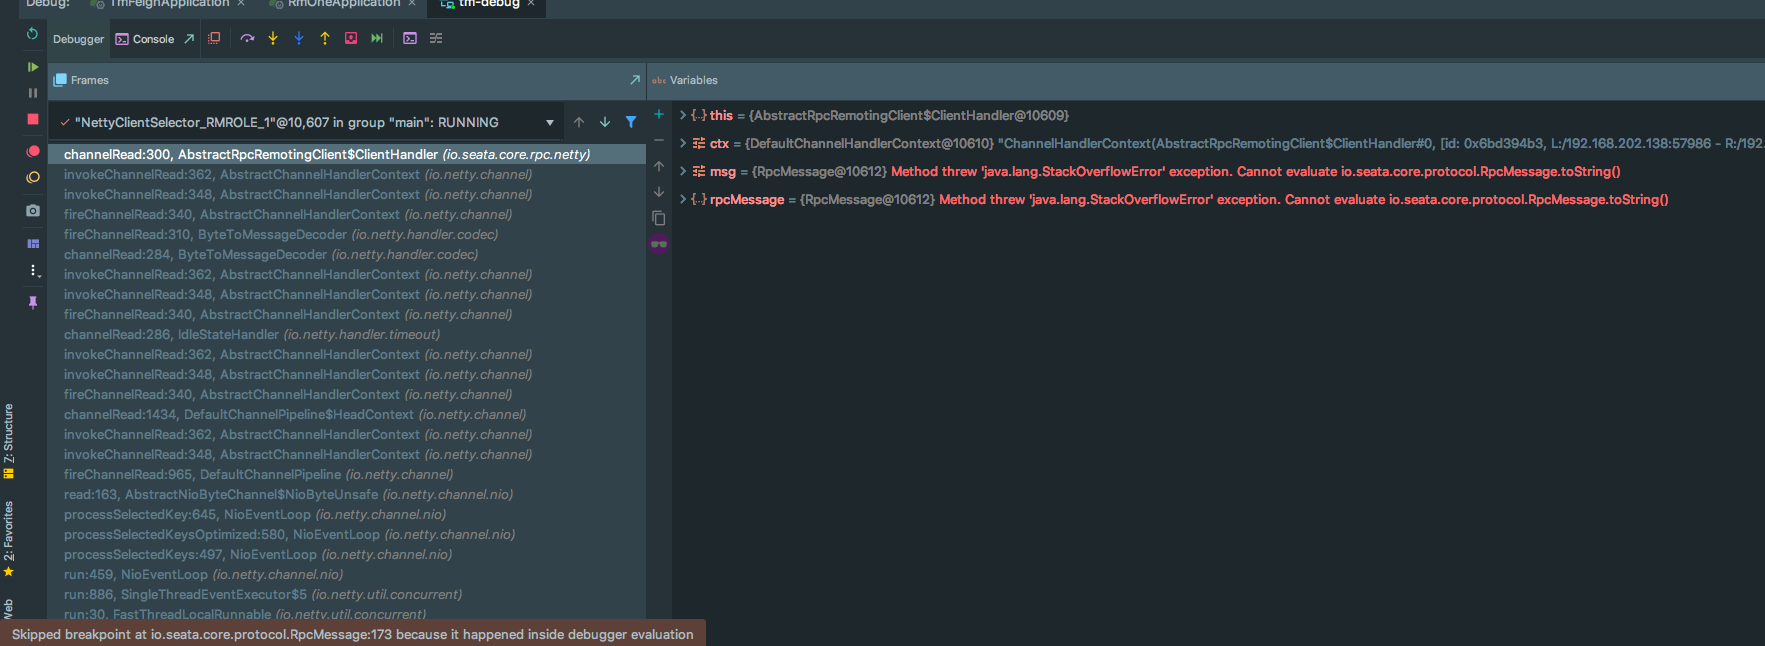 Debug: TmFeignApplication × RmOneApplication × tm-debug ×
Debugger Console
Frames
"NettyClientSelector_RMROLE_1"@10,607 in group "main": RUNNING
channelRead:300, AbstractRpcRemotingClient$ClientHandler (io.seata.core.rpc.netty)
invokeChannelRead:362, AbstractChannelHandlerContext (io.netty.channel)
invokeChannelRead:348, AbstractChannelHandlerContext (io.netty.channel)
fireChannelRead:340, AbstractChannelHandlerContext (io.netty.channel)
fireChannelRead:310, ByteToMessageDecoder (io.netty.handler.codec)
channelRead:284, ByteToMessageDecoder (io.netty.handler.codec)
invokeChannelRead:362, AbstractChannelHandlerContext (io.netty.channel)
invokeChannelRead:348, AbstractChannelHandlerContext (io.netty.channel)
fireChannelRead:340, AbstractChannelHandlerContext (io.netty.channel)
channelRead:286, IdleStateHandler (io.netty.handler.timeout)
invokeChannelRead:362, AbstractChannelHandlerContext (io.netty.channel)
invokeChannelRead:348, AbstractChannelHandlerContext (io.netty.channel)
fireChannelRead:340, AbstractChannelHandlerContext (io.netty.channel)
channelRead:1434, DefaultChannelPipeline$HeadContext (io.netty.channel)
invokeChannelRead:362, AbstractChannelHandlerContext (io.netty.channel)
invokeChannelRead:348, AbstractChannelHandlerContext (io.netty.channel)
fireChannelRead:965, DefaultChannelPipeline (io.netty.channel)
read:163, AbstractNioByteChannel$NioByteUnsafe (io.netty.channel.nio)
processSelectedKey:645, NioEventLoop (io.netty.channel.nio)
processSelectedKeysOptimized:580, NioEventLoop (io.netty.channel.nio)
processSelectedKeys:497, NioEventLoop (io.netty.channel.nio)
run:459, NioEventLoop (io.netty.channel.nio)
run:886, SingleThreadEventExecutor$5 (io.netty.util.concurrent)
run:30, FastThreadLocalRunnable (io.netty.util.concurrent)
abc Variables
{..} this = {AbstractRpcRemotingClient$ClientHandler@10609}
ctx = {DefaultChannelHandlerContext@10610} "ChannelHandlerContext(AbstractRpcRemotingClient$ClientHandler#0, [id: 0x6bd394b3, L:/192.168.202.138:57986 - R:/192.
msg = {RpcMessage@10612} Method threw 'java.lang.StackOverflowError' exception. Cannot evaluate io.seata.core.protocol.RpcMessage.toString()
{..} rpcMessage = {RpcMessage@10612} Method threw 'java.lang.StackOverflowError' exception. Cannot evaluate io.seata.core.protocol.RpcMessage.toString()
7: Structure
2: Favorites
Web
Skipped breakpoint at io.seata.core.protocol.RpcMessage:173 because it happened inside debugger evaluation